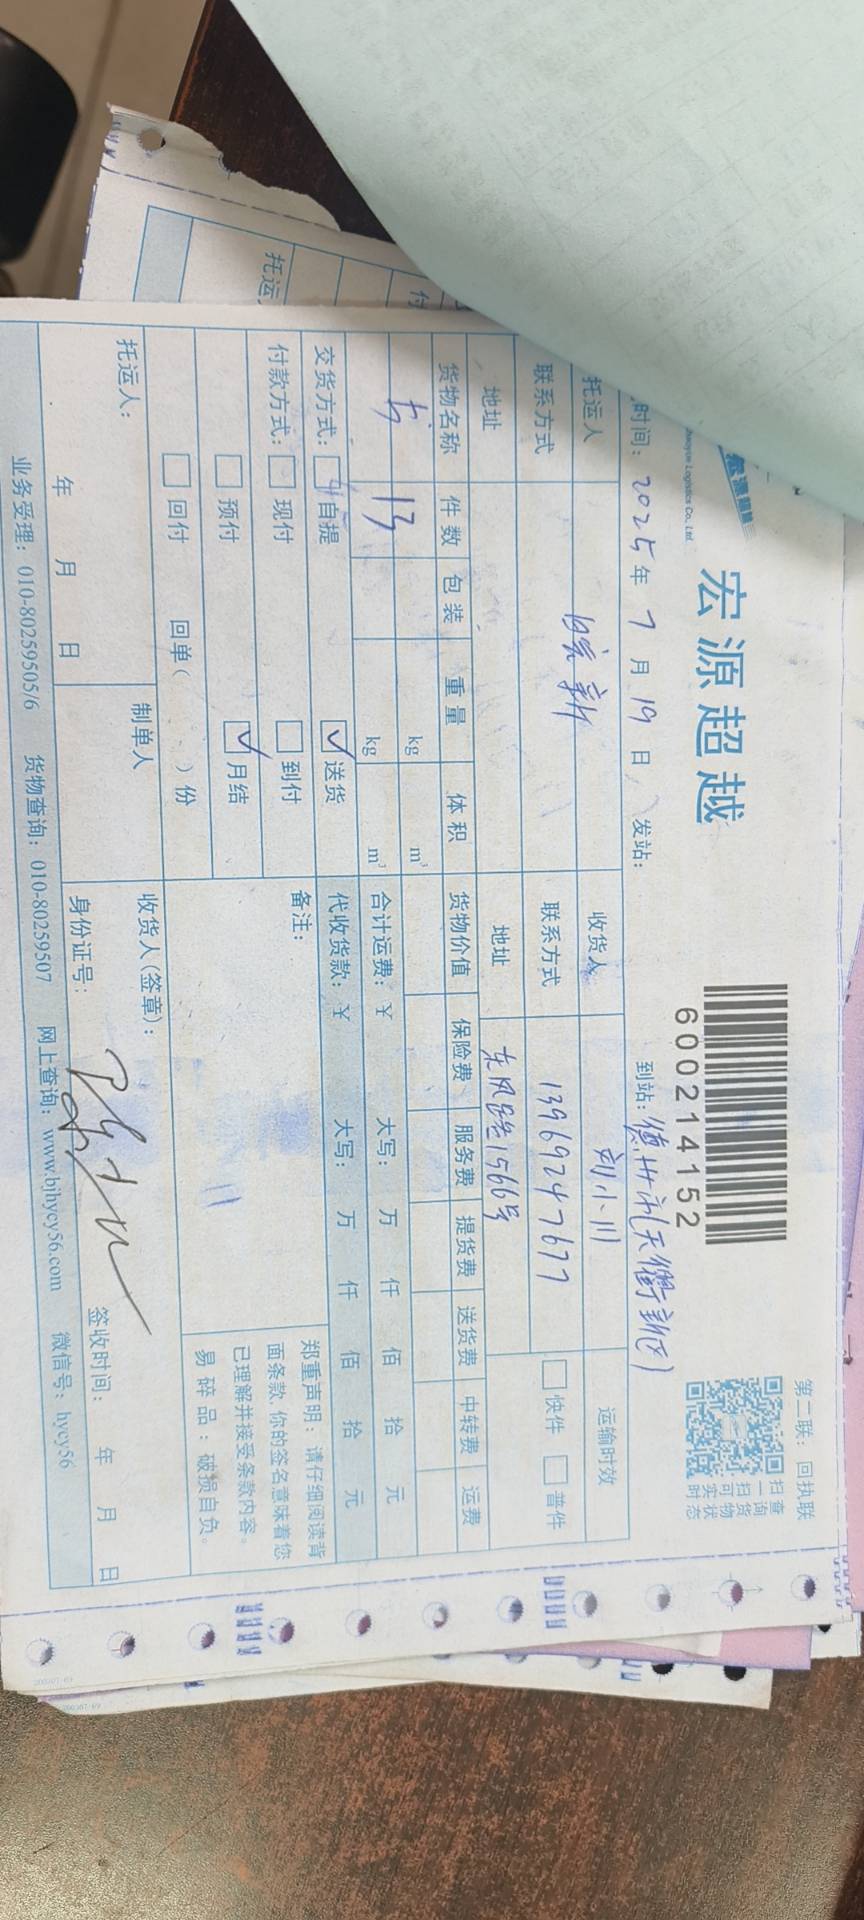 第二联：回执联
宏源超越
600214152
扫一扫 查询货物 可实时状态
时间：2025年7月19日 发站： 到站：德州市(天衢新区)
托运人 皖新 收货人 刘小川 运输时效
联系方式 联系方式 13969247677 快件 普件
地址 地址 东风路1566号
货物名称 件数 包装 重量 体积 货物价值 保险费 服务费 提货费 送货费 中转费 运费
kg m³
13 kg m³ 合计运费：¥ 大写： 万 仟 佰 拾 元
交货方式： 自提 ✓送货 代收货款：¥ 大写： 万 仟 佰 拾 元
付款方式： 现付 到付 备注：
预付 ✓月结
回付 回单( )份
郑重声明：请仔细阅读背
面条款,你的签名意味着您
已理解并接受条款内容。
易碎品：破损自负。
托运人： 制单人 收货人(签章)：
年 月 日 身份证号： 签收时间： 年 月 日
业务受理：010-80259505/6 货物查询：010-80259507 网上查询：www.bjhycy56.com 微信号：hycy56
托运
付